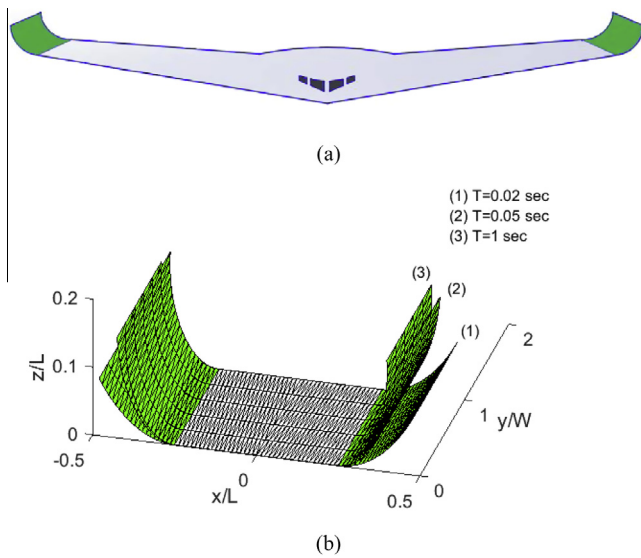 (a)
(1) T=0.02 sec
(2) T=0.05 sec
(3) T=1 sec
(3)
(2)
(1)
0.2
0.1
0
z/L
-0.5
0
0.5
x/L
0
1
2
y/W
(b)